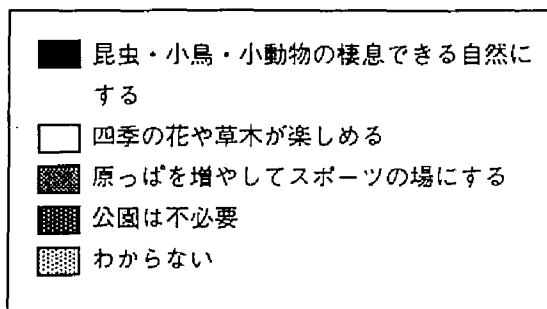 昆虫・小鳥・小動物の棲息できる自然に
する
四季の花や草木が楽しめる
原っぱを増やしてスポーツの場にする
公園は不必要
わからない